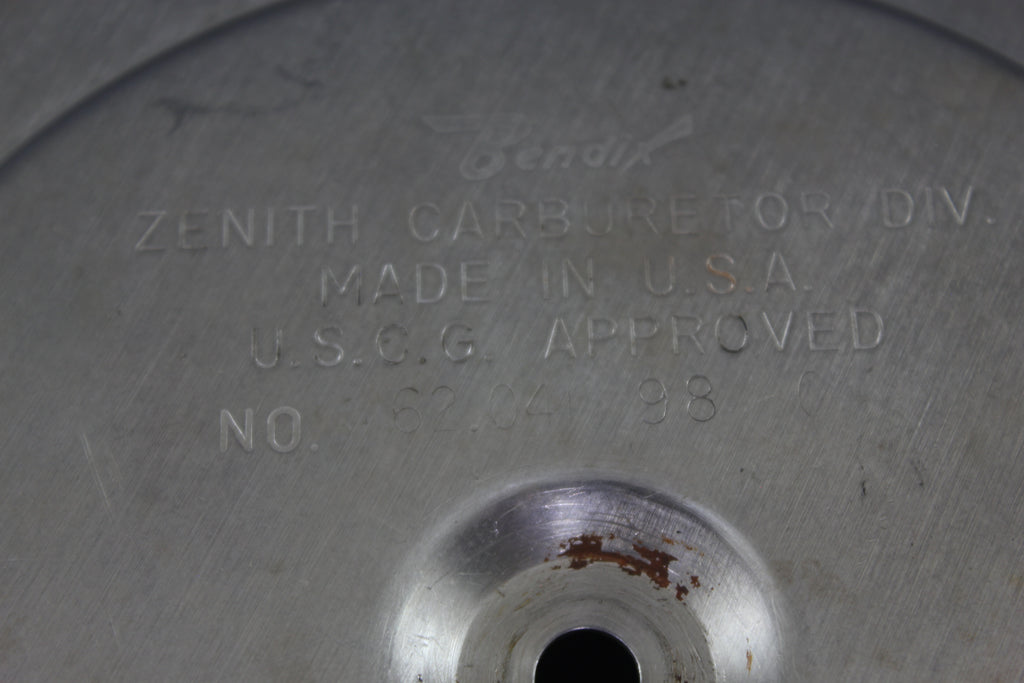 Bendix
ZENITH CARBURETOR DIV.
MADE IN U.S.A.
U.S.C.G. APPROVED
NO. 62.04 98